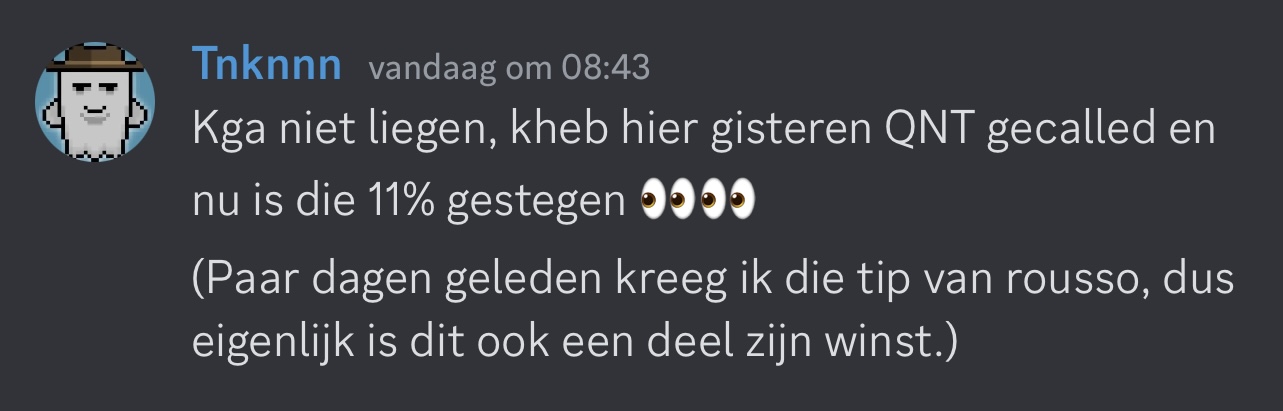 Tnknnn vandaag om 08:43
Kga niet liegen, kheb hier gisteren QNT gecalled en
nu is die 11% gestegen 👀👀
(Paar dagen geleden kreeg ik die tip van rousso, dus
eigenlijk is dit ook een deel zijn winst.)